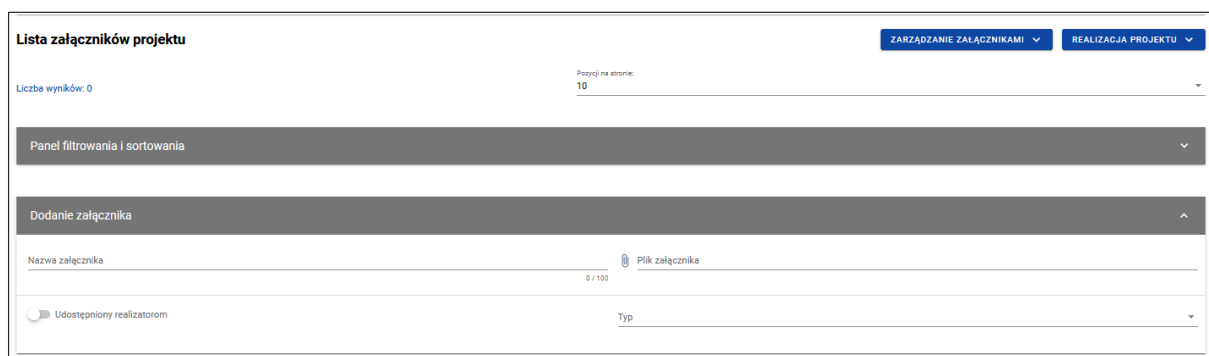 Lista załączników projektu
ZARZĄDZANIE ZAŁĄCZNIKAMI
REALIZACJA PROJEKTU
Liczba wyników: 0
Pozycji na stronie:
10
Panel filtrowania i sortowania
Dodanie załącznika
Nazwa załącznika
Plik załącznika
0 / 100
Udostępniony realizatorom
Typ